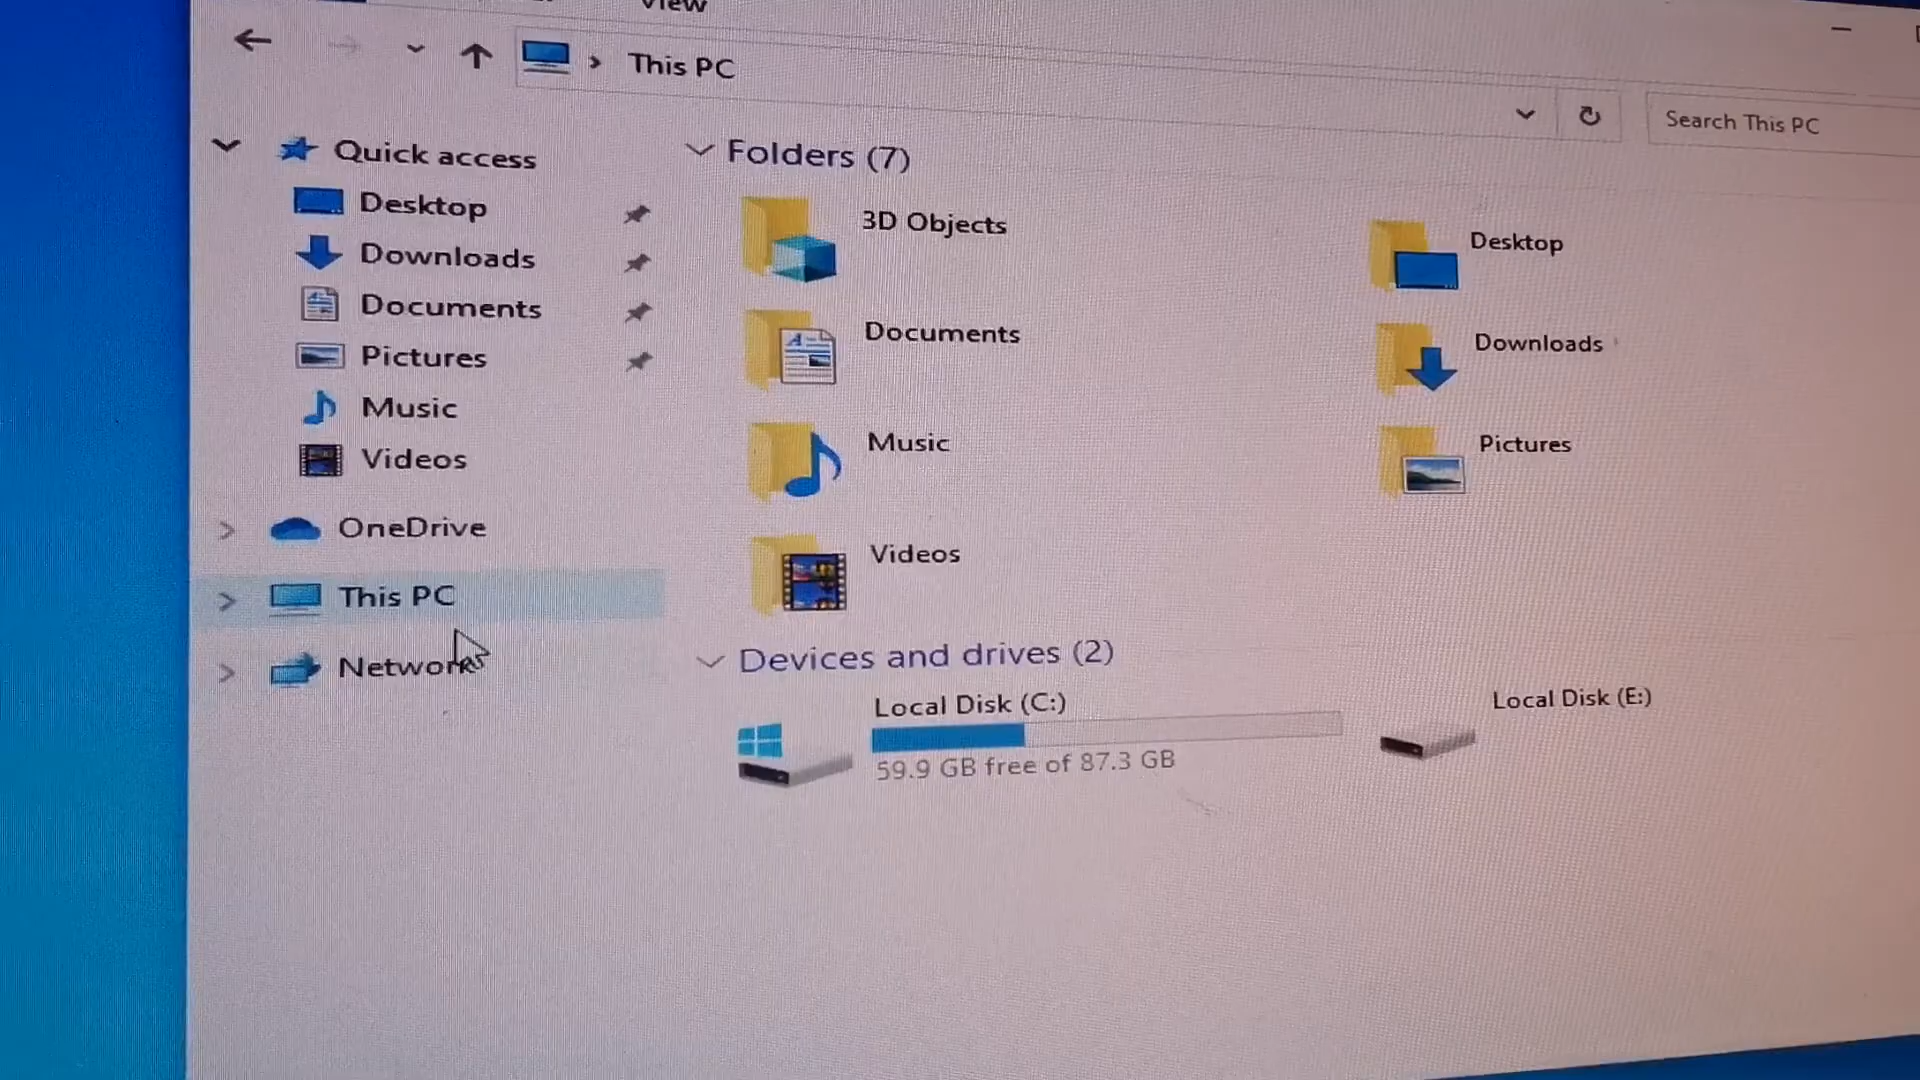 View
This PC
Search This PC
Quick access
Desktop
Downloads
Documents
Pictures
Music
Videos
OneDrive
This PC
Network
Folders (7)
3D Objects
Desktop
Documents
Downloads
Music
Pictures
Videos
Devices and drives (2)
Local Disk (C:)
59.9 GB free of 87.3 GB
Local Disk (E:)